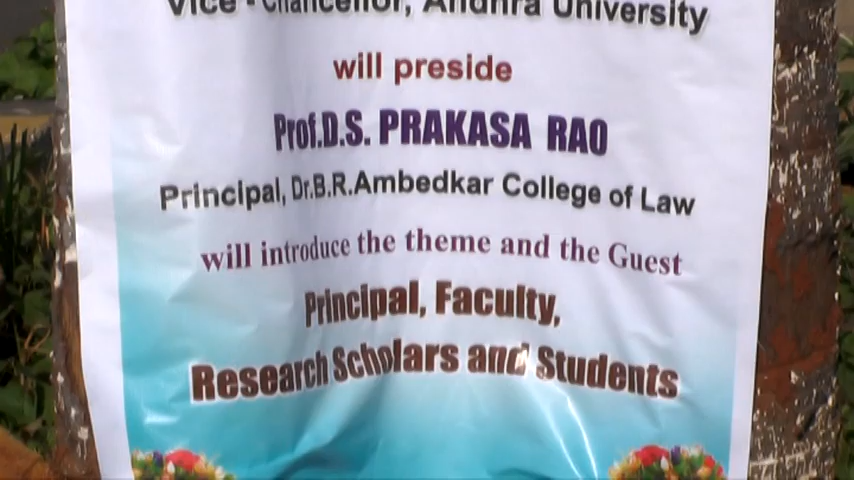 Vice - Chancellor, Andhra University
will preside
Prof.D.S. PRAKASA RAO
Principal, Dr.B.R.Ambedkar College of Law
will introduce the theme and the Guest
Principal, Faculty,
Research Scholars and Students